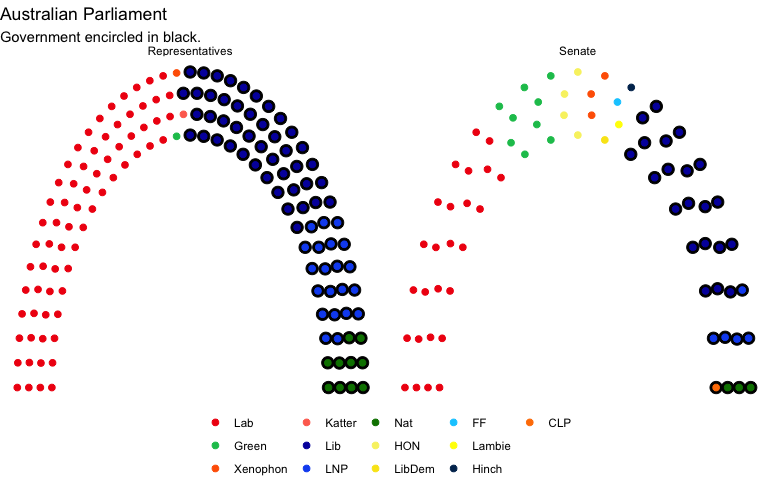 Australian Parliament
Government encircled in black.
Representatives Senate
Lab Katter Nat FF CLP
Green Lib HON Lambie
Xenophon LNP LibDem Hinch